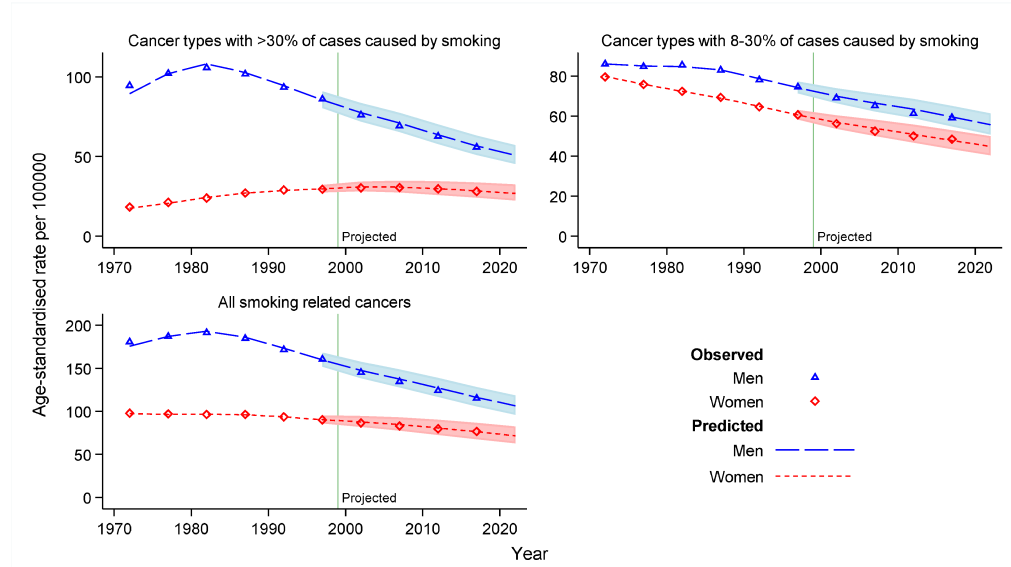 Cancer types with >30% of cases caused by smoking
100
50
0
Projected
1970 1980 1990 2000 2010 2020
Cancer types with 8-30% of cases caused by smoking
80
60
40
20
0
Projected
1970 1980 1990 2000 2010 2020
Age-standardised rate per 100000
All smoking related cancers
200
150
100
50
0
Projected
1970 1980 1990 2000 2010 2020
Observed
Men
Women
Predicted
Men
Women
Year